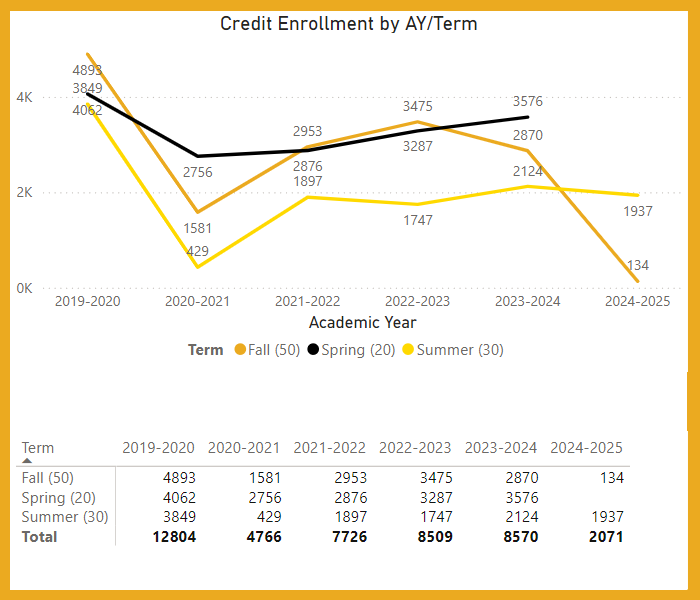 Credit Enrollment by AY/Term
4K
2K
0K
4893
3849
4062
2756
1581
429
2953
2876
1897
3475
3287
1747
3576
2870
2124
1937
134
2019-2020 2020-2021 2021-2022 2022-2023 2023-2024 2024-2025
Academic Year
Term Fall (50) Spring (20) Summer (30)
Term 2019-2020 2020-2021 2021-2022 2022-2023 2023-2024 2024-2025
Fall (50) 4893 1581 2953 3475 2870 134
Spring (20) 4062 2756 2876 3287 3576
Summer (30) 3849 429 1897 1747 2124 1937
Total 12804 4766 7726 8509 8570 2071